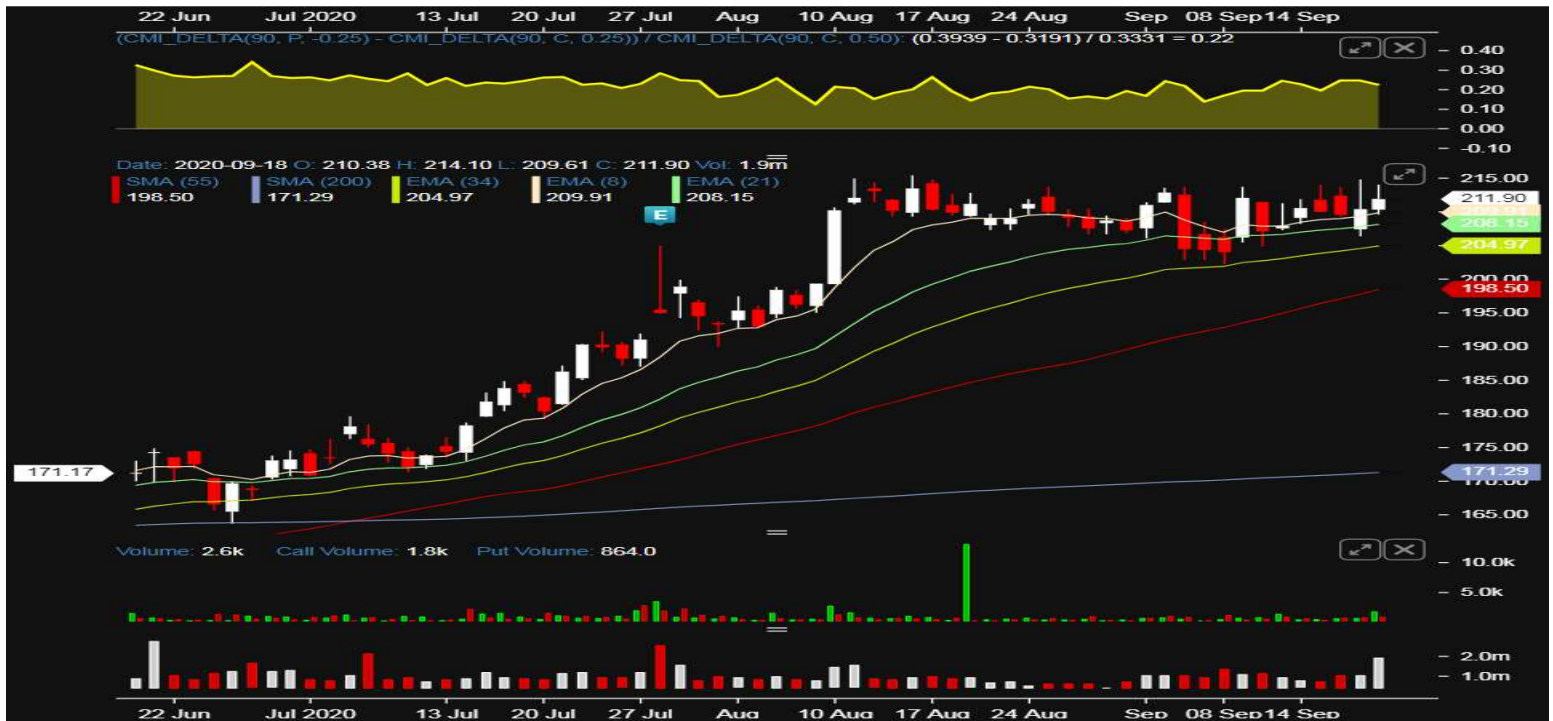 22 Jun Jul 2020 13 Jul 20 Jul 27 Jul Aug 10 Aug 17 Aug 24 Aug Sep 08 Sep 14 Sep
(CMI_DELTA(90, P, -0.25) - CMI_DELTA(90, C, 0.25)) / CMI_DELTA(90, C, 0.50): (0.3939 - 0.3191) / 0.3331 = 0.22
0.40
0.30
0.20
0.10
0.00
-0.10
Date: 2020-09-18 O: 210.38 H: 214.10 L: 209.61 C: 211.90 Vol: 1.9m
SMA (55) SMA (200) EMA (34) EMA (8) EMA (21)
198.50 171.29 204.97 209.91 208.15
E
215.00
211.90
209.91
208.15
204.97
200.00
198.50
195.00
190.00
185.00
180.00
175.00
171.17
171.29
170.00
165.00
Volume: 2.6k Call Volume: 1.8k Put Volume: 864.0
10.0k
5.0k
2.0m
1.0m
22 Jun Jul 2020 13 Jul 20 Jul 27 Jul Aug 10 Aug 17 Aug 24 Aug Sep 08 Sep 14 Sep